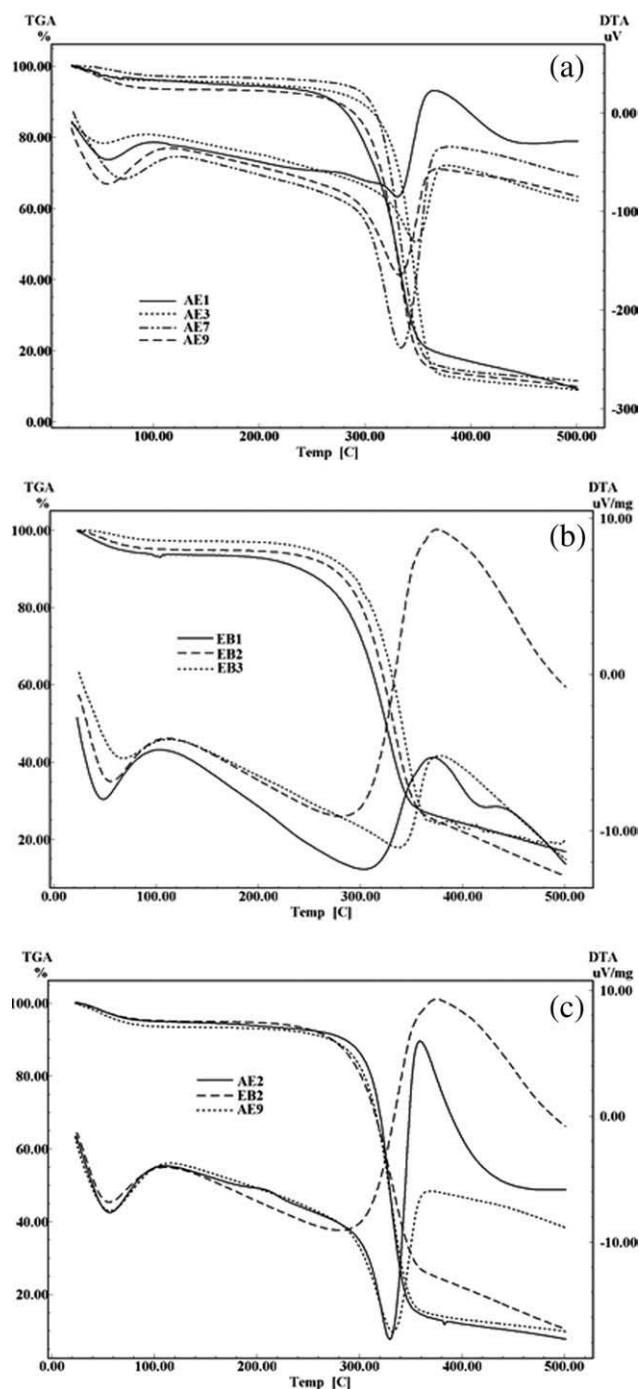 TGA DTA
% uV
(a)
100.00
0.00
80.00
-100
60.00
40.00
AE1
AE3
AE7
AE9
-200
20.00
0.00
-300
100.00 200.00 300.00 400.00 500.00
Temp [C]
TGA DTA
% uV/mg
10.00
(b)
100.00
80.00
EB1
EB2
EB3
0.00
60.00
40.00
-10.00
20.00
0.00 100.00 200.00 300.00 400.00 500.00
Temp [C]
TGA DTA
% uV/mg
10.00
(c)
100.00
80.00
AE2
EB2
AE9
0.00
60.00
40.00
-10.00
20.00
0.00 100.00 200.00 300.00 400.00 500.00
Temp [C]